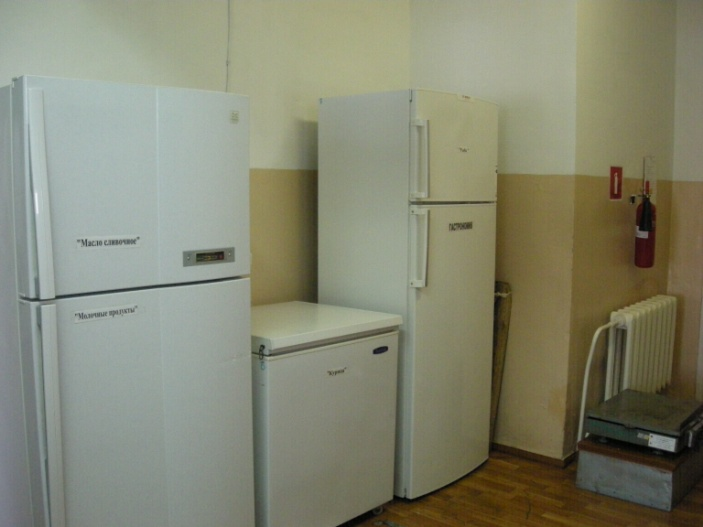 "Масло сливочное"
"Молочные продукты"
"Курица"
ГАСТРОНОМИЯ